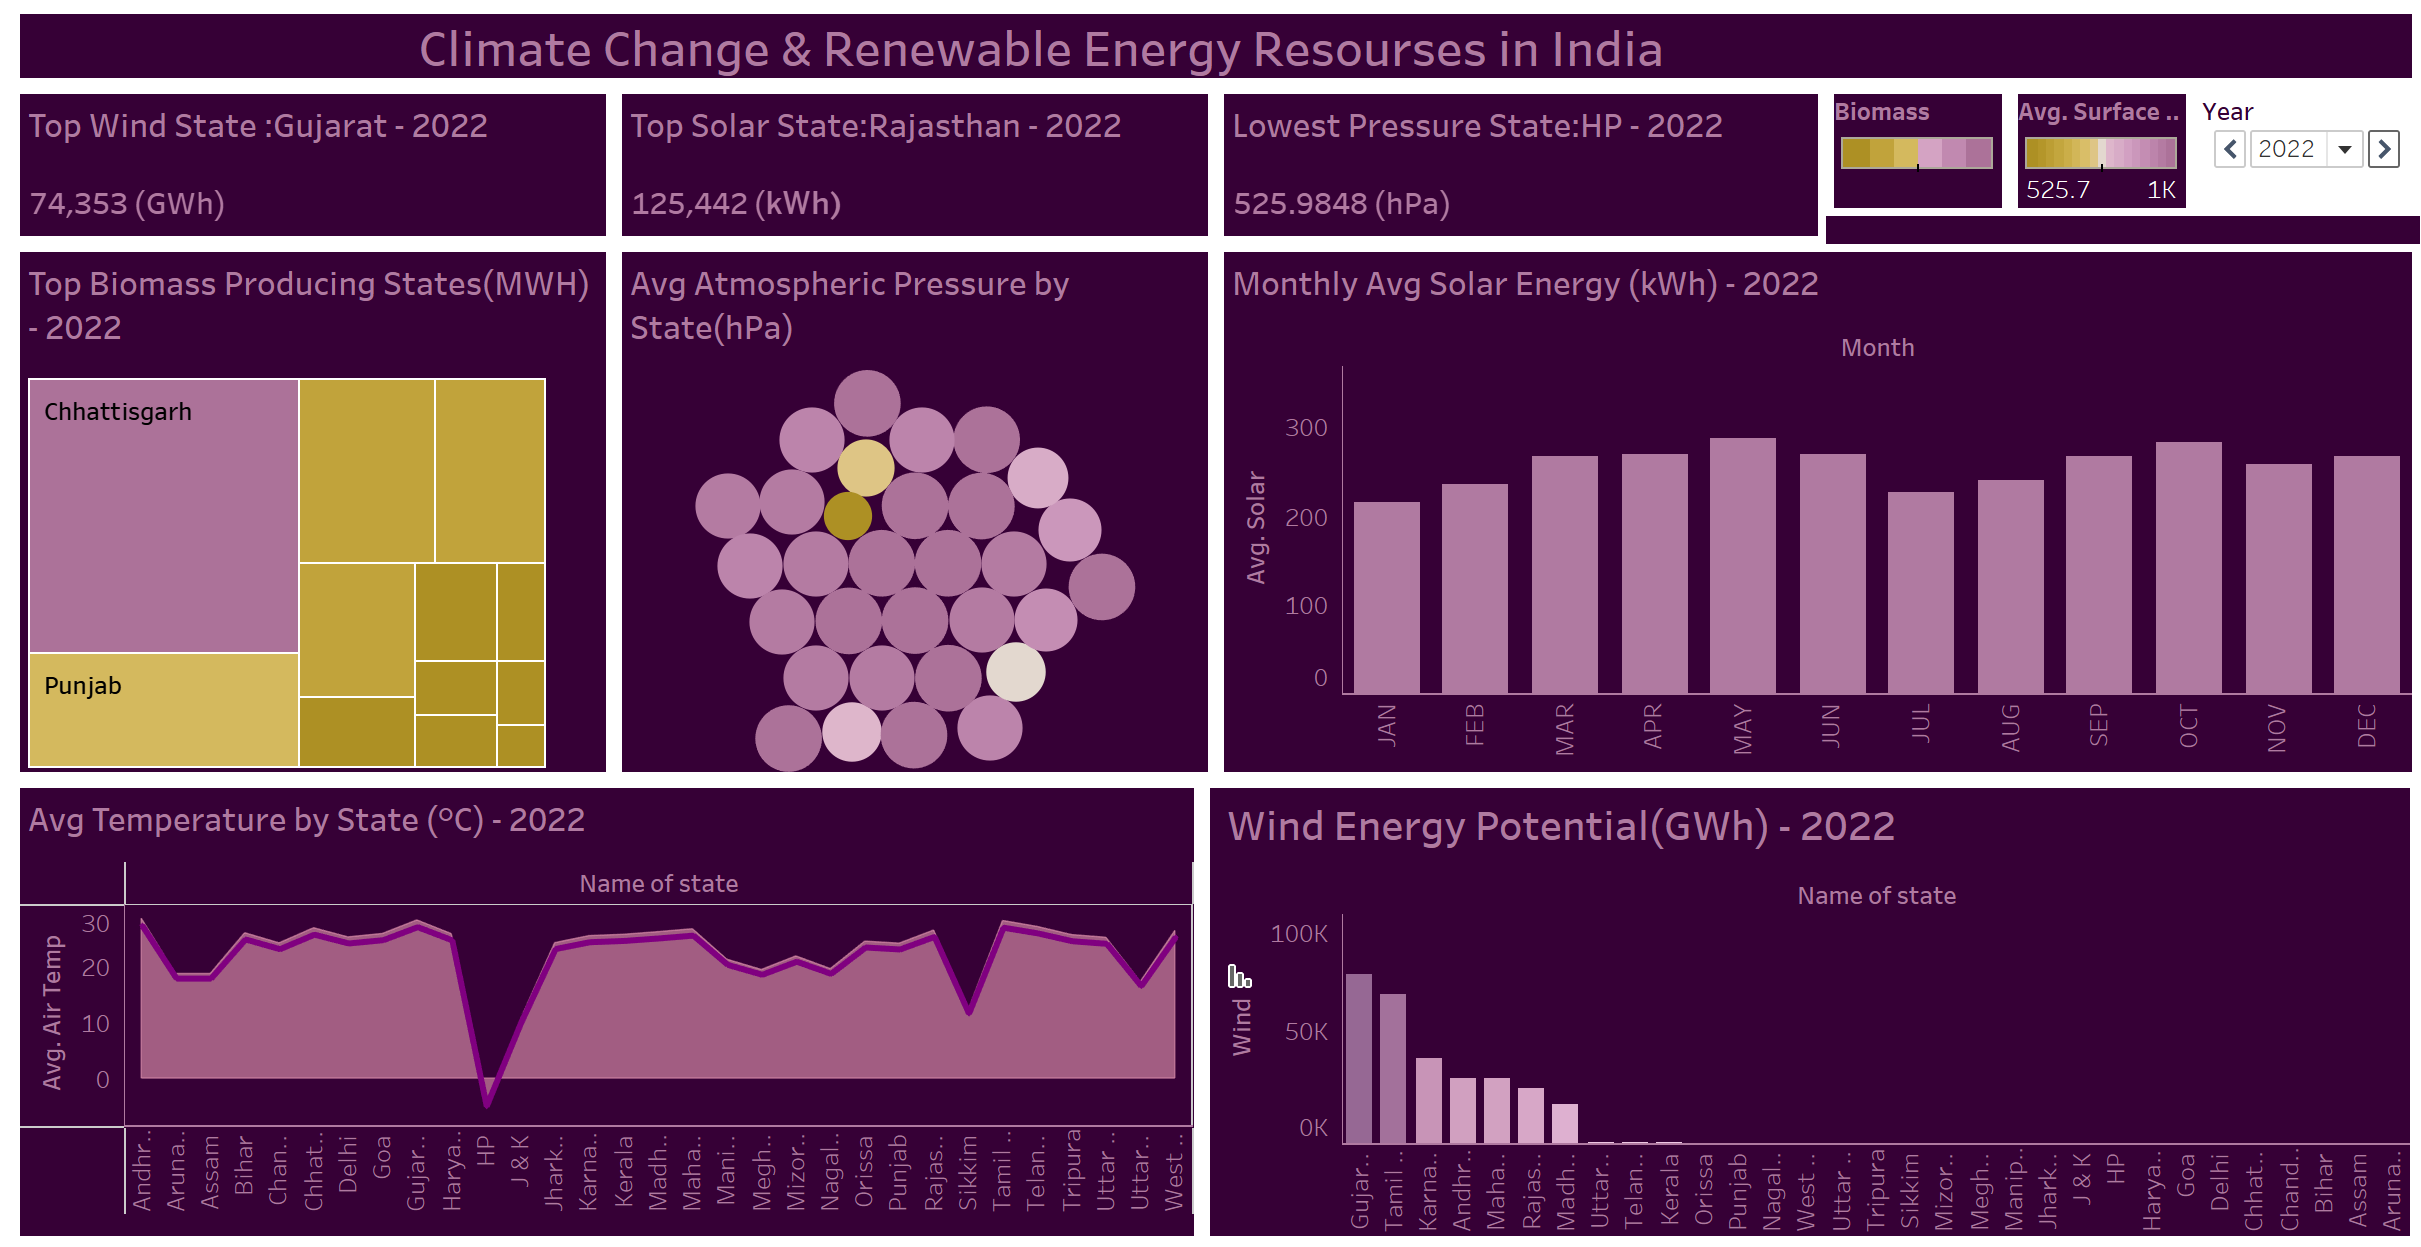 Climate Change & Renewable Energy Resourses in India
Top Wind State :Gujarat - 2022
74,353 (GWh)
Top Solar State:Rajasthan - 2022
125,442 (kWh)
Lowest Pressure State:HP - 2022
525.9848 (hPa)
Biomass
Avg. Surface ..
525.7 1K
Year
2022
Top Biomass Producing States(MWH)
- 2022
Chhattisgarh
Punjab
Avg Atmospheric Pressure by
State(hPa)
Monthly Avg Solar Energy (kWh) - 2022
Month
Avg. Solar
300
200
100
0
JAN FEB MAR APR MAY JUN JUL AUG SEP OCT NOV DEC
Avg Temperature by State (°C) - 2022
Name of state
Avg. Air Temp
30
20
10
0
Andhr.. Aruna.. Assam Bihar Chan.. Chhat.. Delhi Goa Gujar.. Harya.. HP J & K Jhark.. Karna.. Kerala Madh.. Maha.. Mani.. Megh.. Mizor.. Nagal.. Orissa Punjab Rajas.. Sikkim Tamil .. Telan.. Tripura Uttar .. Uttar.. West ..
Wind Energy Potential(GWh) - 2022
Name of state
Wind
100K
50K
0K
Gujar.. Tamil .. Karna.. Andhr.. Maha.. Rajas.. Madh.. Uttar.. Telan.. Kerala Orissa Punjab Nagal.. West .. Uttar .. Tripura Sikkim Mizor.. Megh.. Manip.. Jhark.. J & K HP Harya.. Goa Delhi Chhat.. Chand.. Bihar Assam Aruna..